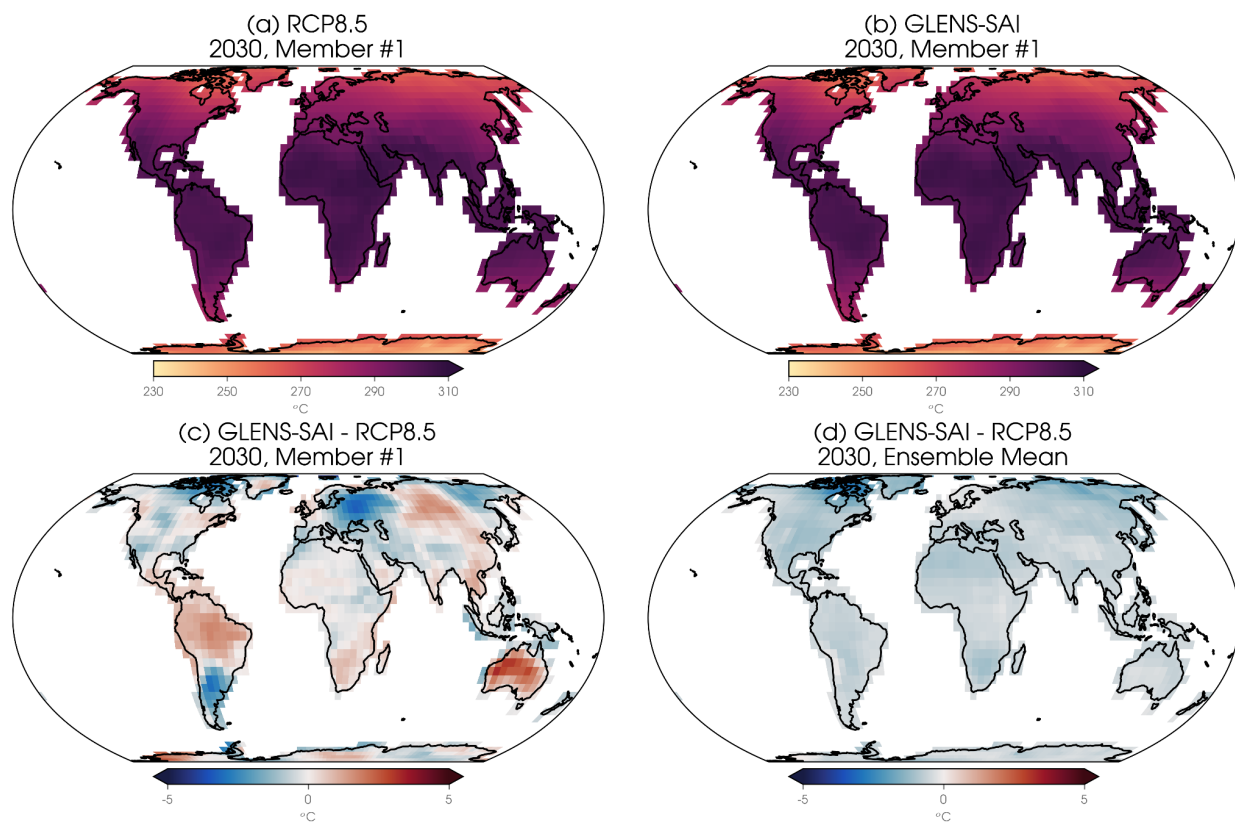 (a) RCP8.5
2030, Member #1
(b) GLENS-SAI
2030, Member #1
230 250 270 290 310
°C
230 250 270 290 310
°C
(c) GLENS-SAI - RCP8.5
2030, Member #1
(d) GLENS-SAI - RCP8.5
2030, Ensemble Mean
-5 0 5
°C
-5 0 5
°C